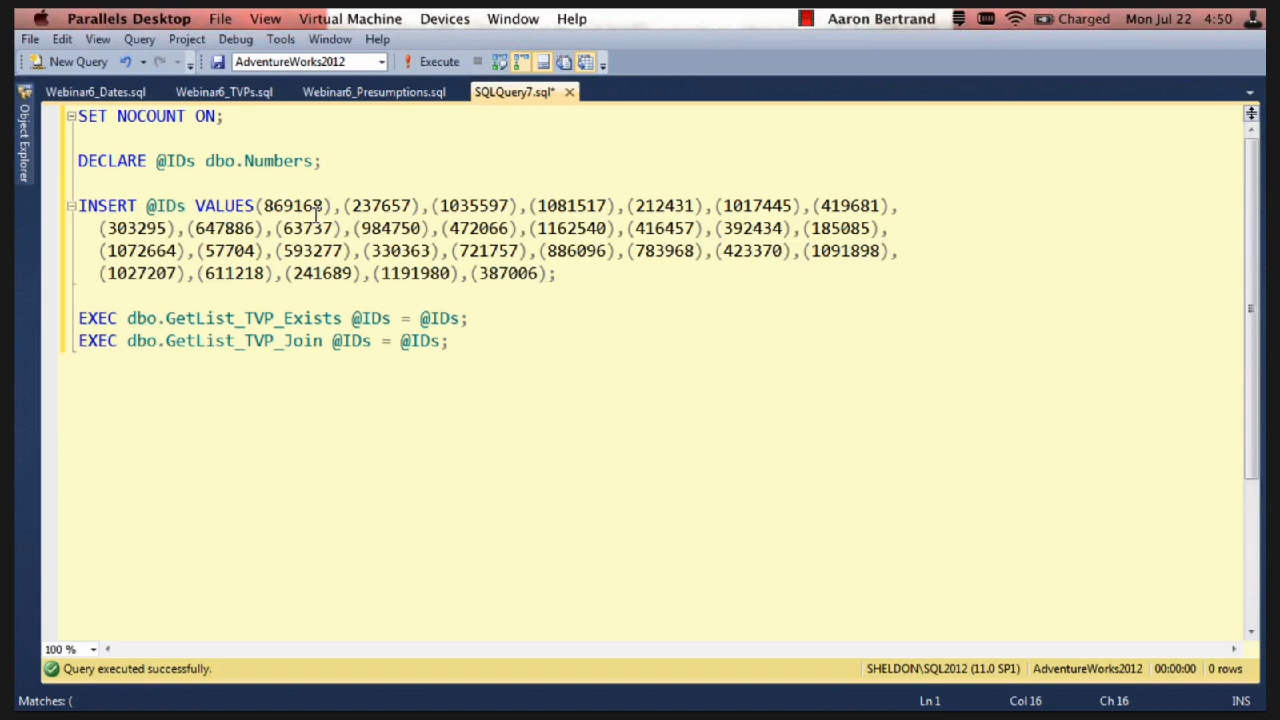 Parallels Desktop File View Virtual Machine Devices Window Help Aaron Bertrand Charged Mon Jul 22 4:50
File Edit View Query Project Debug Tools Window Help
New Query AdventureWorks2012 Execute
Webinar6_Dates.sql Webinar6_TVPs.sql Webinar6_Presumptions.sql SQLQuery7.sql*
Object Explorer
SET NOCOUNT ON;
DECLARE @IDs dbo.Numbers;
INSERT @IDs VALUES(869168),(237657),(1035597),(1081517),(212431),(1017445),(419681),
(303295),(647886),(63737),(984750),(472066),(1162540),(416457),(392434),(185085),
(1072664),(57704),(593277),(330363),(721757),(886096),(783968),(423370),(1091898),
(1027207),(611218),(241689),(1191980),(387006);
EXEC dbo.GetList_TVP_Exists @IDs = @IDs;
EXEC dbo.GetList_TVP_Join @IDs = @IDs;
100 %
Query executed successfully. SHELDON\SQL2012 (11.0 SP1) AdventureWorks2012 00:00:00 0 rows
Matches: ( Ln 1 Col 16 Ch 16 INS